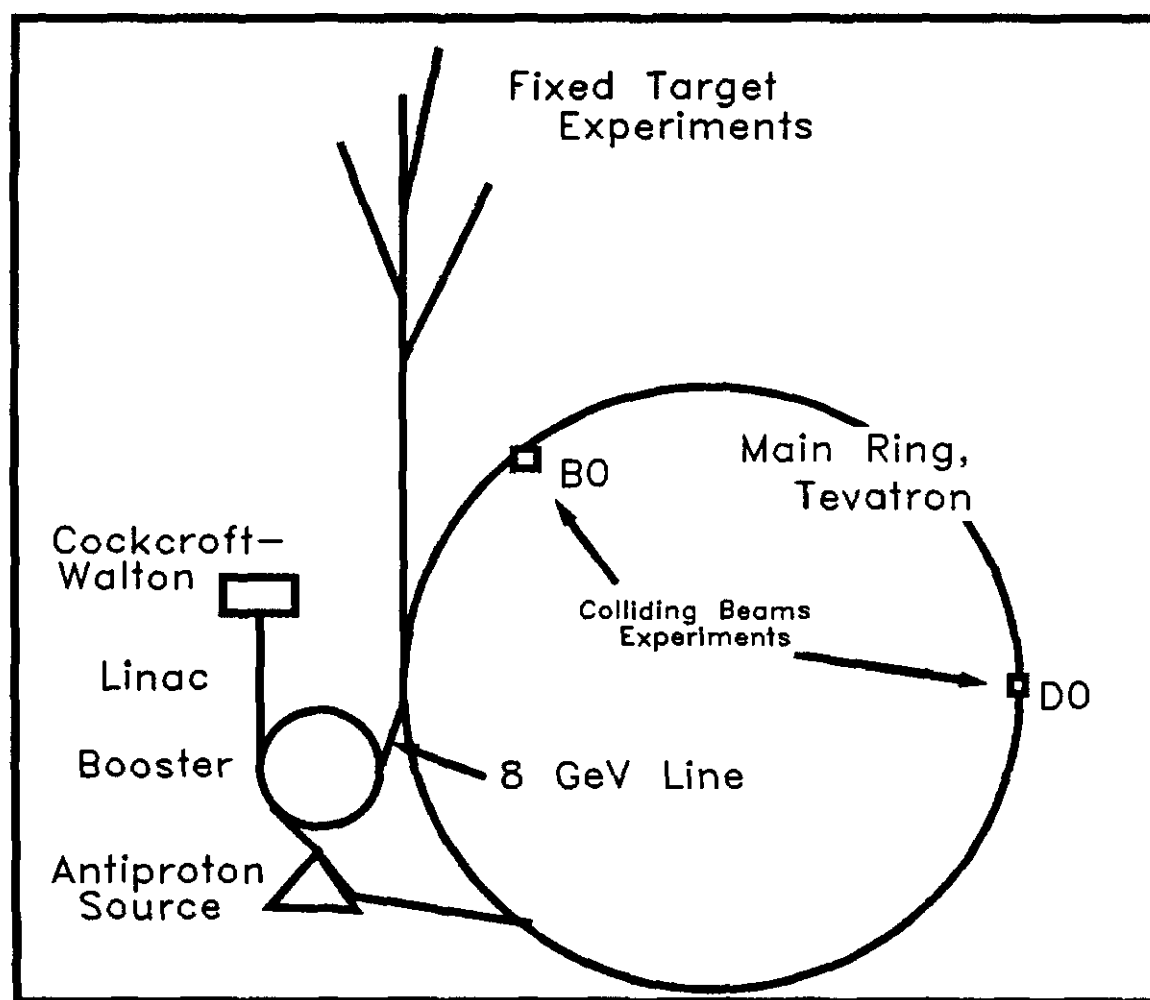 Fixed Target
Experiments
Main Ring,
Tevatron
B0
Cockcroft-
Walton
Colliding Beams
Experiments
Linac
D0
Booster
8 GeV Line
Antiproton
Source